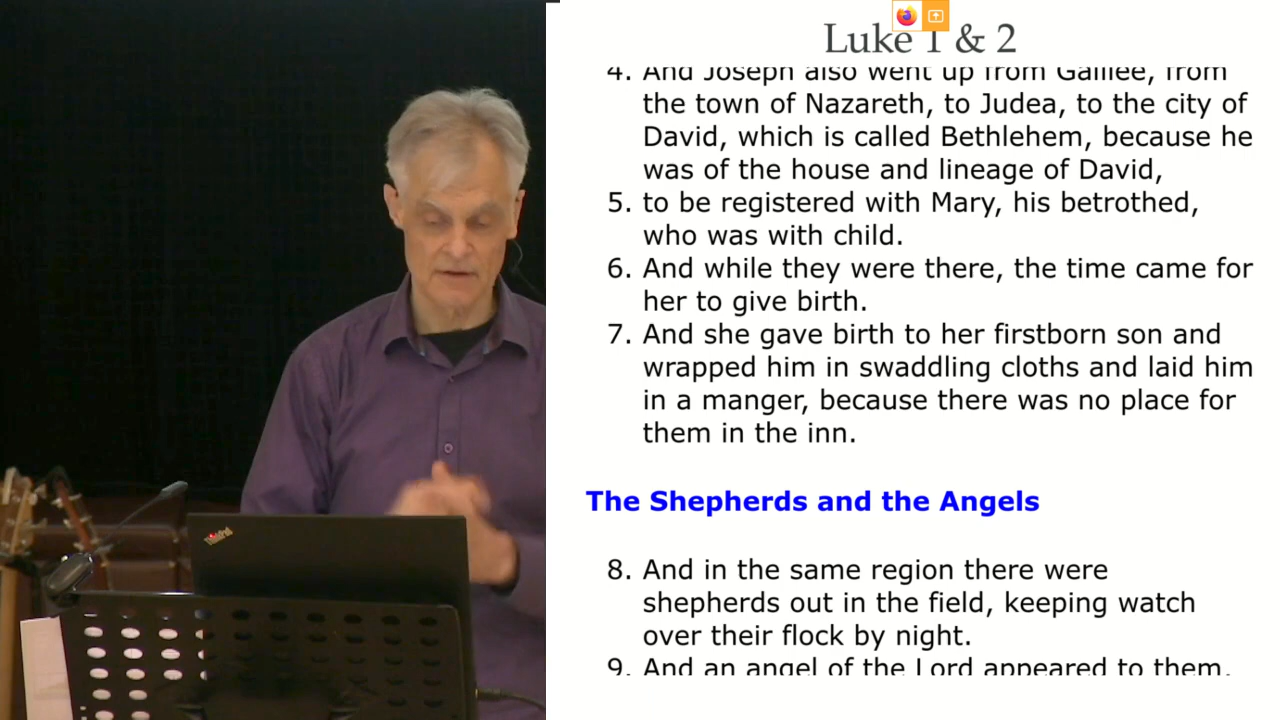 Luke 1 & 2
4. And Joseph also went up from Galilee, from
the town of Nazareth, to Judea, to the city of
David, which is called Bethlehem, because he
was of the house and lineage of David,
5. to be registered with Mary, his betrothed,
who was with child.
6. And while they were there, the time came for
her to give birth.
7. And she gave birth to her firstborn son and
wrapped him in swaddling cloths and laid him
in a manger, because there was no place for
them in the inn.
The Shepherds and the Angels
8. And in the same region there were
shepherds out in the field, keeping watch
over their flock by night.
9. And an angel of the Lord appeared to them,
ThinkPad